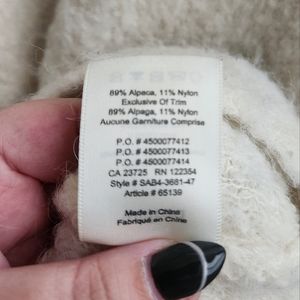 89% Alpaca, 11% Nylon
Exclusive Of Trim
89% Alpaga, 11% Nylon
Aucune Garniture Comprise
P.O. # 4500077412
P.O. # 4500077413
P.O. # 4500077414
CA 23725 RN 122354
Style # SAB4-3681-47
Article # 65139
Made in China
Fabriqué en Chine